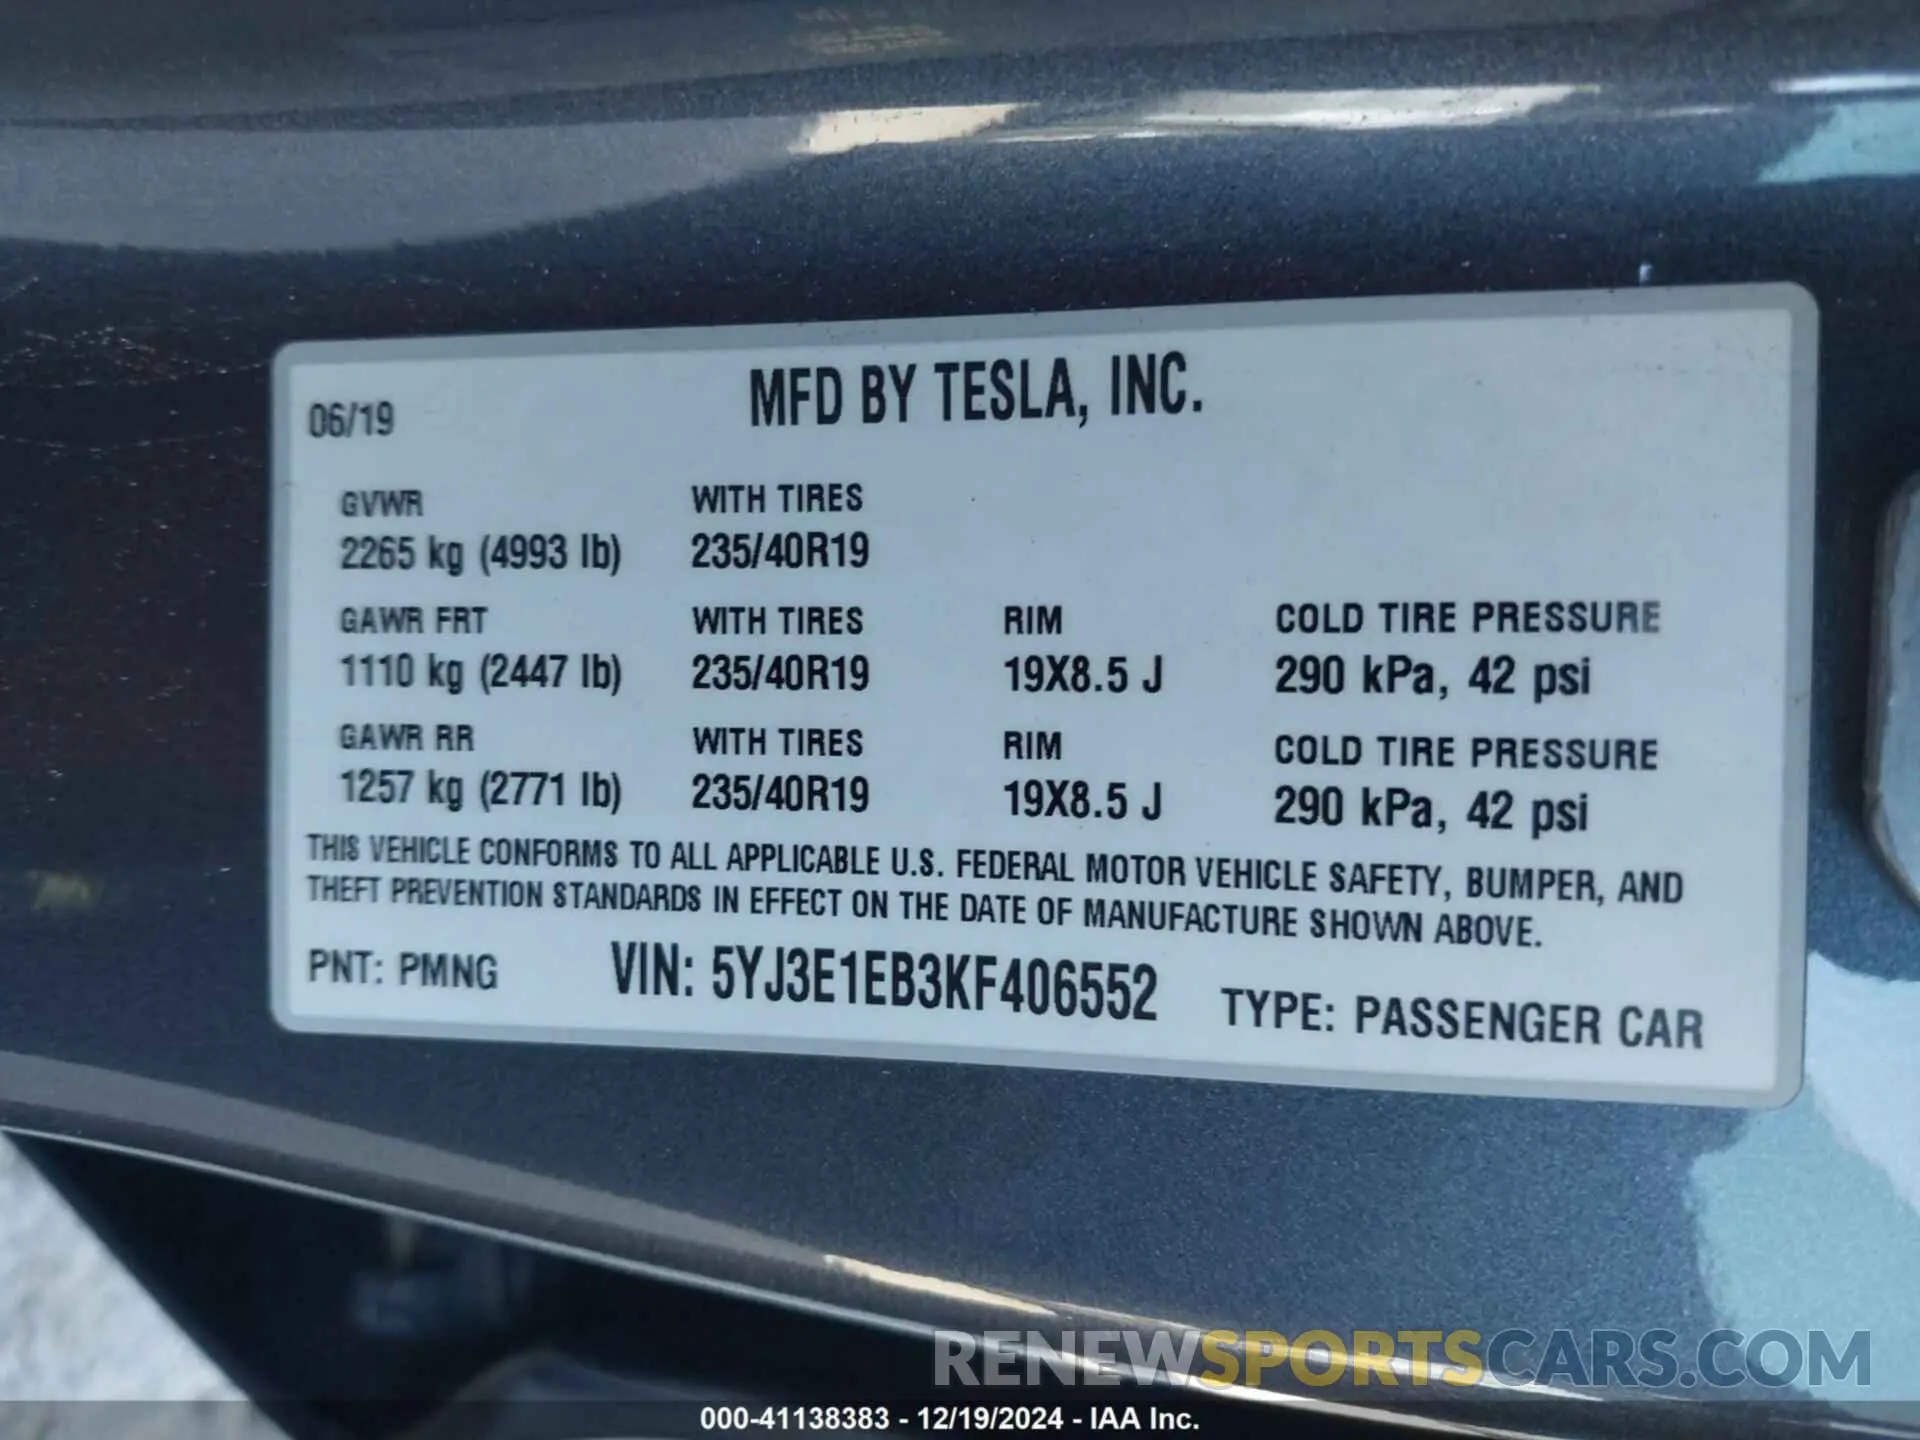 MFD BY TESLA, INC.
06/19
GVWR WITH TIRES
2265 kg (4993 lb) 235/40R19
GAWR FRT WITH TIRES RIM COLD TIRE PRESSURE
1110 kg (2447 lb) 235/40R19 19X8.5 J 290 kPa, 42 psi
GAWR RR WITH TIRES RIM COLD TIRE PRESSURE
1257 kg (2771 lb) 235/40R19 19X8.5 J 290 kPa, 42 psi
THIS VEHICLE CONFORMS TO ALL APPLICABLE U.S. FEDERAL MOTOR VEHICLE SAFETY, BUMPER, AND
THEFT PREVENTION STANDARDS IN EFFECT ON THE DATE OF MANUFACTURE SHOWN ABOVE.
PNT: PMNG VIN: 5YJ3E1EB3KF406552 TYPE: PASSENGER CAR
RENEWSPORTSCARS.COM
000-41138383 - 12/19/2024 - IAA Inc.